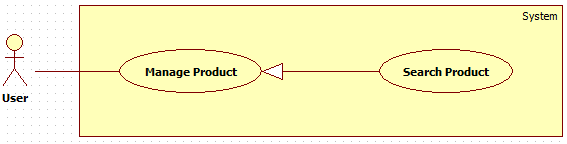 System
Manage Product
Search Product
User